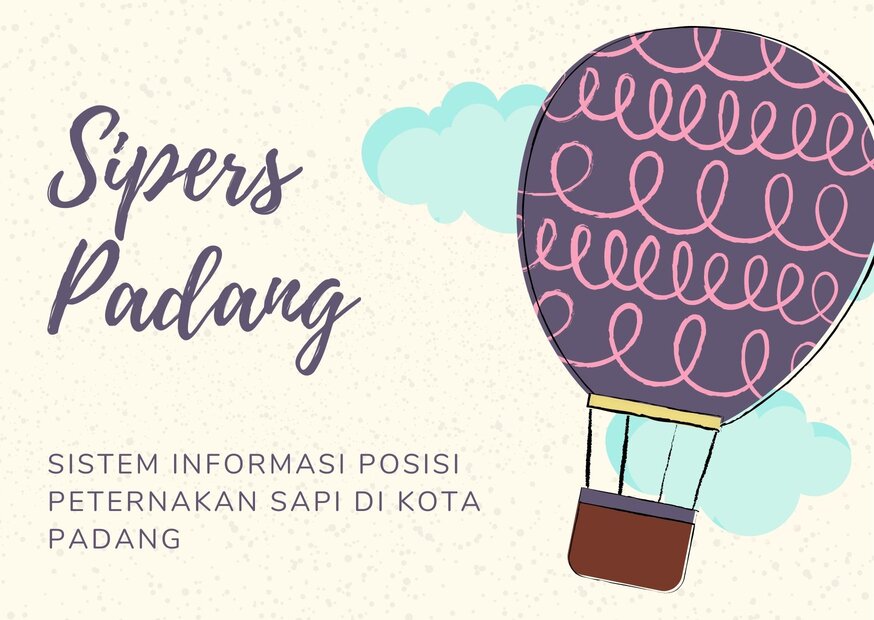 Sipers
Padang
SISTEM INFORMASI POSISI
PETERNAKAN SAPI DI KOTA
PADANG